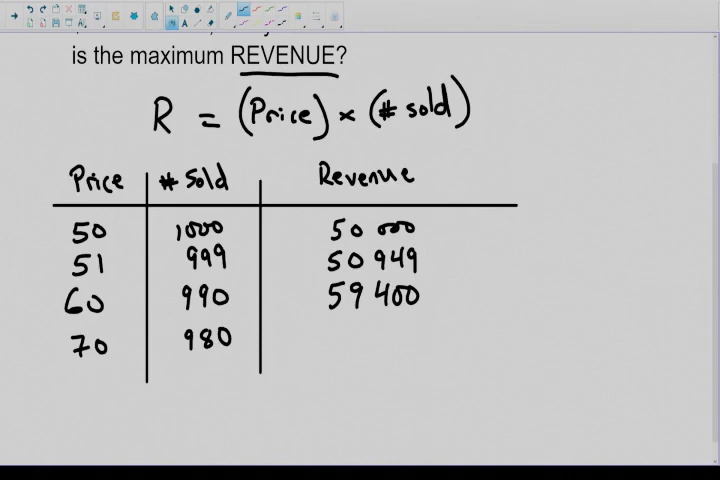 is the maximum REVENUE?
R = (Price) × (# sold)
Price # Sold Revenue
50 1000 50 000
51 999 50 949
60 990 59 400
70 980